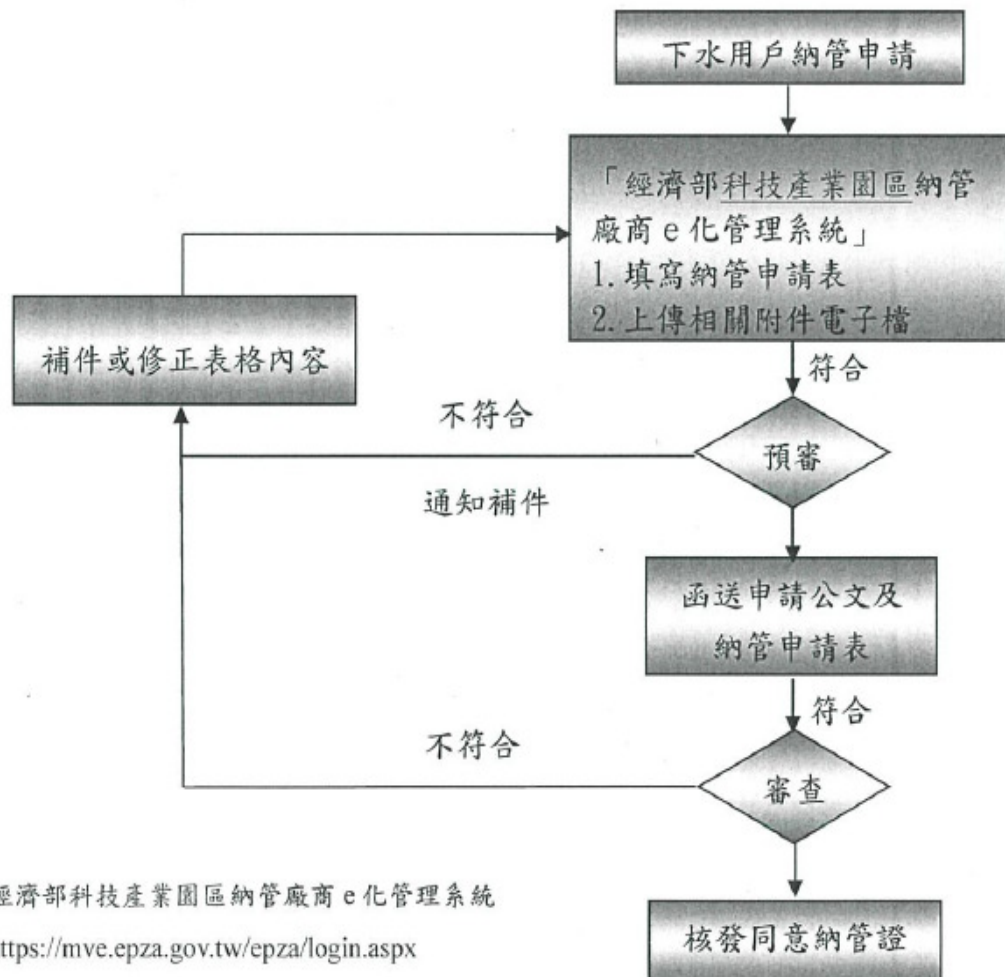 下水用戶納管申請
「經濟部科技產業園區納管
廠商 e 化管理系統」
1. 填寫納管申請表
2. 上傳相關附件電子檔
補件或修正表格內容
符合
不符合
預審
通知補件
函送申請公文及
納管申請表
符合
不符合
審查
經濟部科技產業園區納管廠商 e 化管理系統
ttps://mve.epza.gov.tw/epza/login.aspx
核發同意納管證